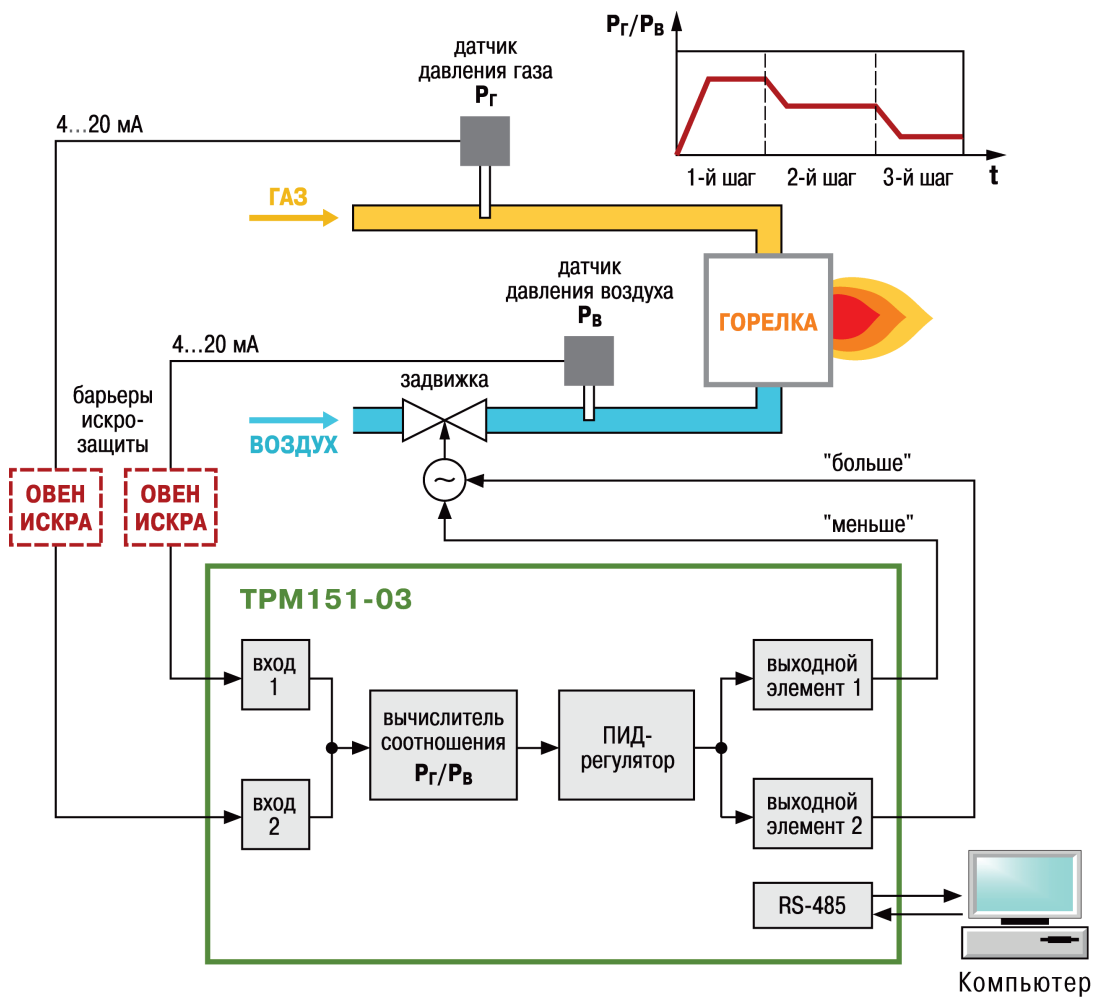 Pг/Pв
t
1-й шаг
2-й шаг
3-й шаг
датчик
давления газа
Pг
4...20 мА
ГАЗ
датчик
давления воздуха
Pв
ГОРЕЛКА
4...20 мА
задвижка
барьеры
искро-
защиты
ВОЗДУХ
ОВЕН
ИСКРА
ОВЕН
ИСКРА
~
"больше"
"меньше"
ТРМ151-03
вход
1
вход
2
вычислитель
соотношения
Pг/Pв
ПИД-
регулятор
выходной
элемент 1
выходной
элемент 2
RS-485
Компьютер